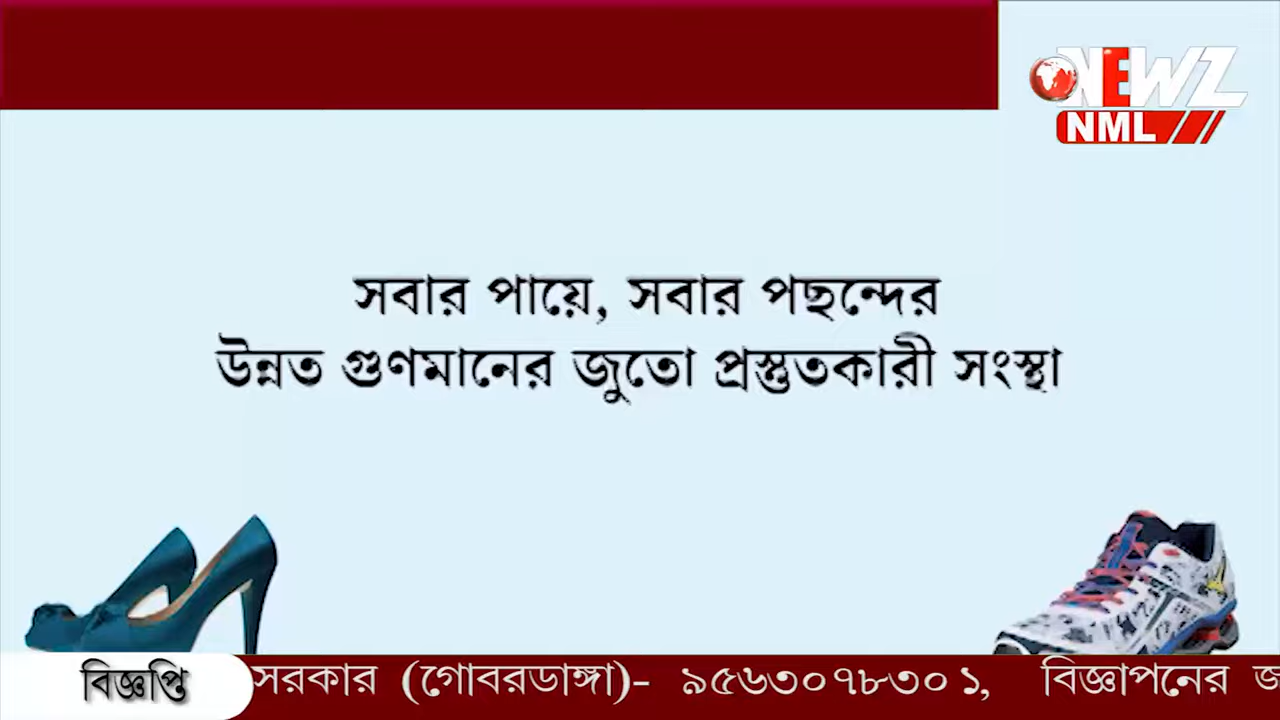 NEWZ
NML
সবার পায়ে, সবার পছন্দের
উন্নত গুণমানের জুতো প্রস্তুতকারী সংস্থা
বিজ্ঞপ্তি
সরকার (গোবরডাঙ্গা)- ৯৫৬৩০৭৮৩০১, বিজ্ঞাপনের